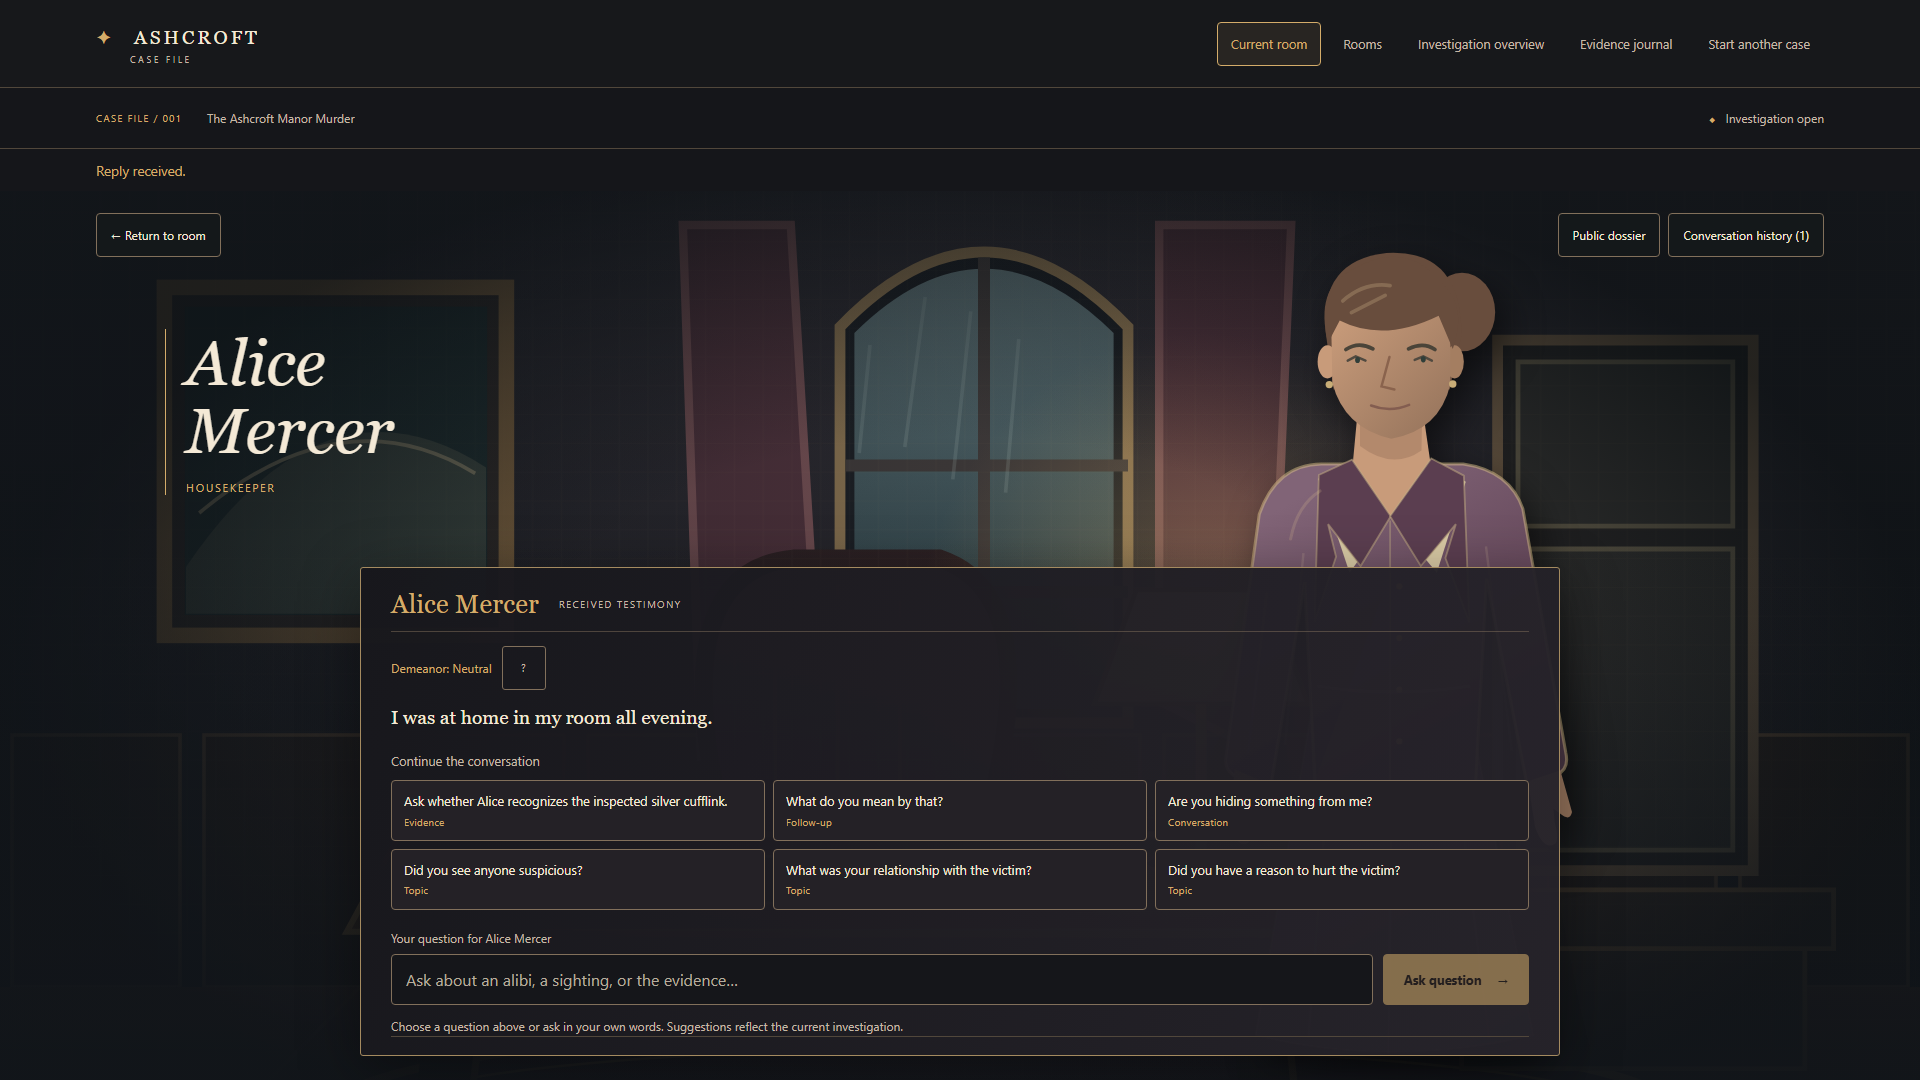 ✦ ASHCROFT
CASE FILE
Current room
Rooms
Investigation overview
Evidence journal
Start another case
CASE FILE / 001
The Ashcroft Manor Murder
Investigation open
Reply received.
← Return to room
Public dossier
Conversation history (1)
Alice
Mercer
HOUSEKEEPER
Alice Mercer
RECEIVED TESTIMONY
Demeanor: Neutral
?
I was at home in my room all evening.
Continue the conversation
Ask whether Alice recognizes the inspected silver cufflink.
Evidence
What do you mean by that?
Follow-up
Are you hiding something from me?
Conversation
Did you see anyone suspicious?
Topic
What was your relationship with the victim?
Topic
Did you have a reason to hurt the victim?
Topic
Your question for Alice Mercer
Ask about an alibi, a sighting, or the evidence...
Ask question →
Choose a question above or ask in your own words. Suggestions reflect the current investigation.